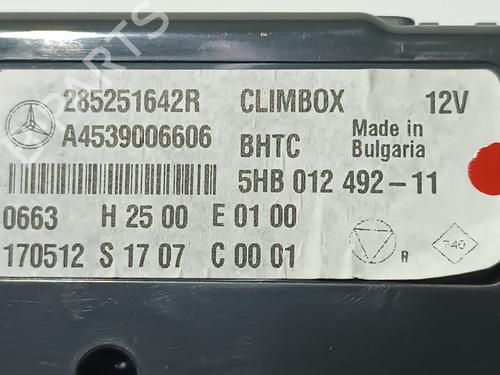 285251642R CLIMBOX 12V
A4539006606 BHTC Made in
Bulgaria
5HB 012 492-11
0663 H 25 00 E 01 00
170512 S 17 07 C 00 01
R
740
B PARTS